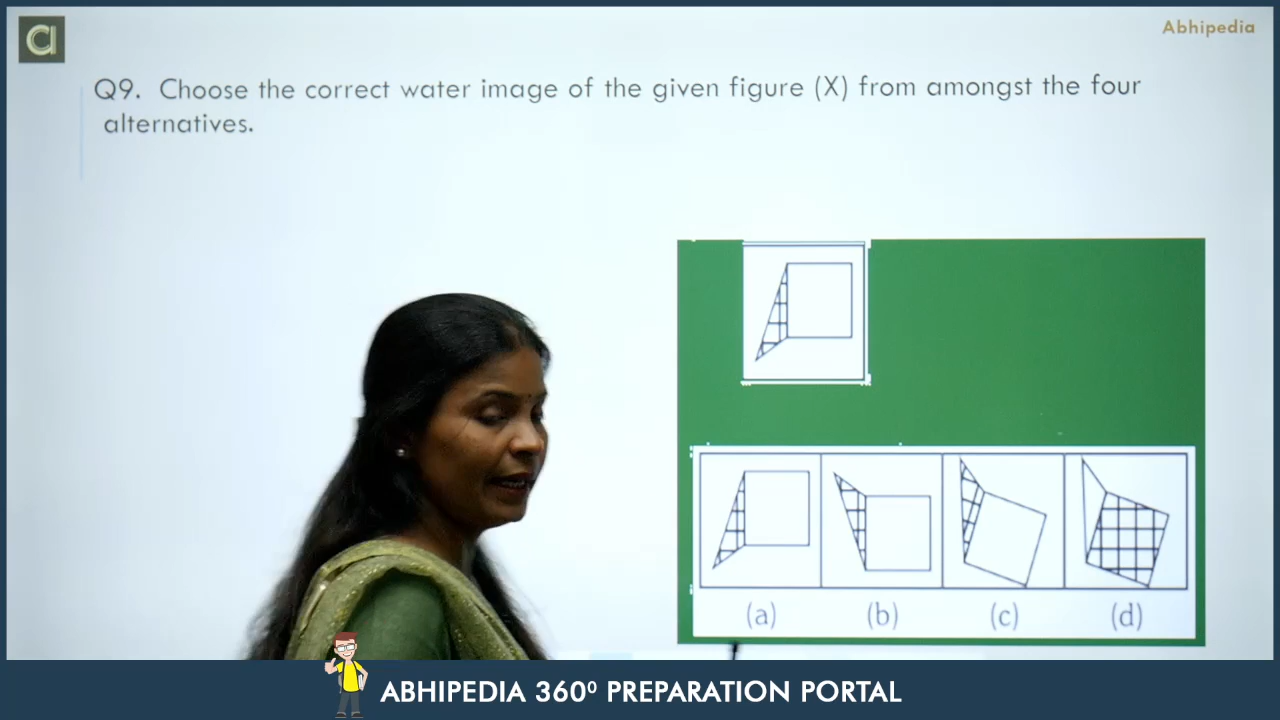 a
Abhipedia
Q9. Choose the correct water image of the given figure (X) from amongst the four
alternatives.
(a) (b) (c) (d)
ABHIPEDIA 360⁰ PREPARATION PORTAL